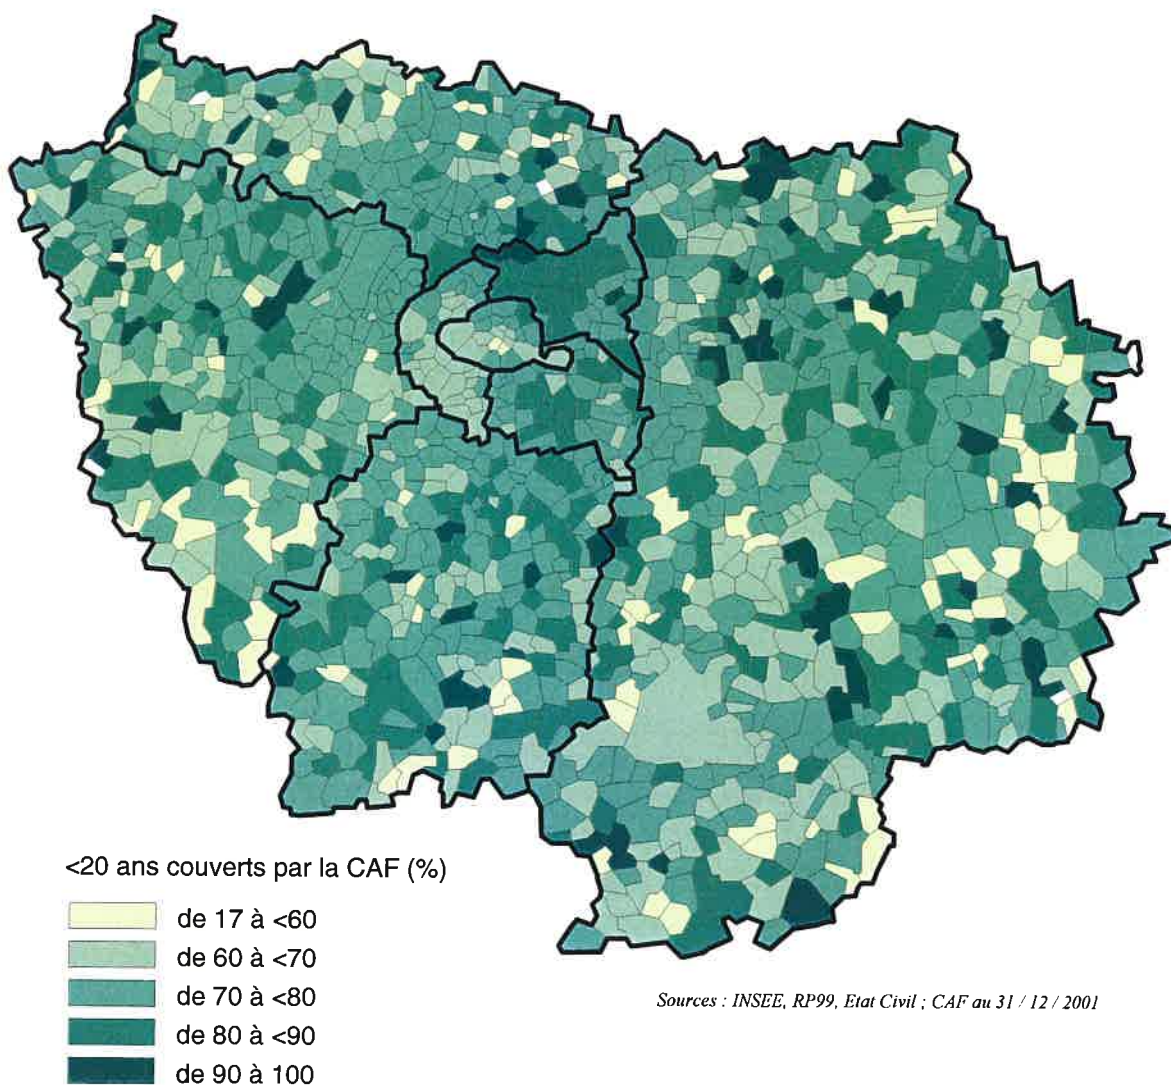 <20 ans couverts par la CAF (%)
de 17 à <60
de 60 à <70
de 70 à <80
de 80 à <90
de 90 à 100
Sources : INSEE, RP99, Etat Civil ; CAF au 31 / 12 / 2001